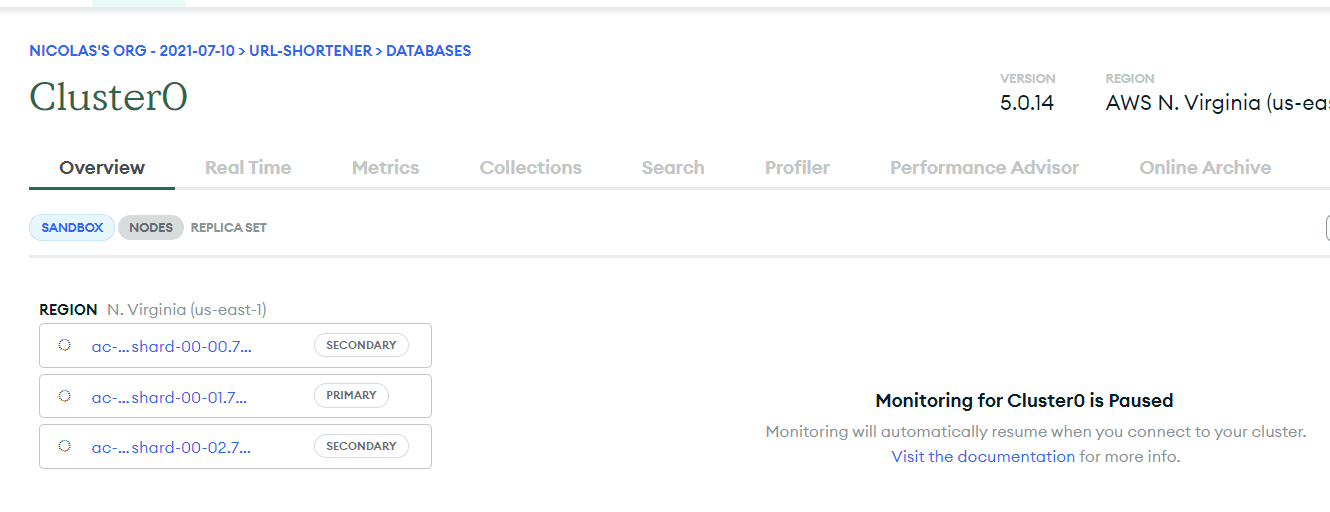 NICOLAS'S ORG - 2021-07-10 > URL-SHORTENER > DATABASES
Cluster0
VERSION
5.0.14
REGION
AWS N. Virginia (us-eas
Overview Real Time Metrics Collections Search Profiler Performance Advisor Online Archive
SANDBOX NODES REPLICA SET
REGION N. Virginia (us-east-1)
ac-...shard-00-00.7... SECONDARY
ac-...shard-00-01.7... PRIMARY
ac-...shard-00-02.7... SECONDARY
Monitoring for Cluster0 is Paused
Monitoring will automatically resume when you connect to your cluster.
Visit the documentation for more info.